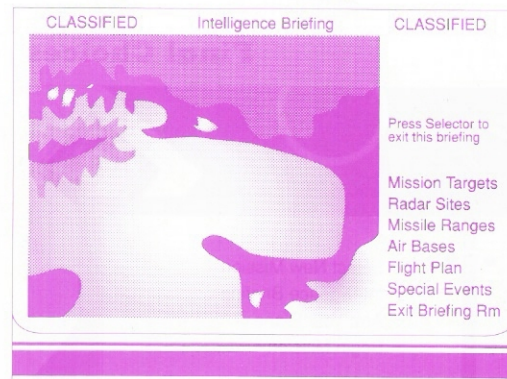 CLASSIFIED Intelligence Briefing CLASSIFIED
Press Selector to
exit this briefing
Mission Targets
Radar Sites
Missile Ranges
Air Bases
Flight Plan
Special Events
Exit Briefing Rm